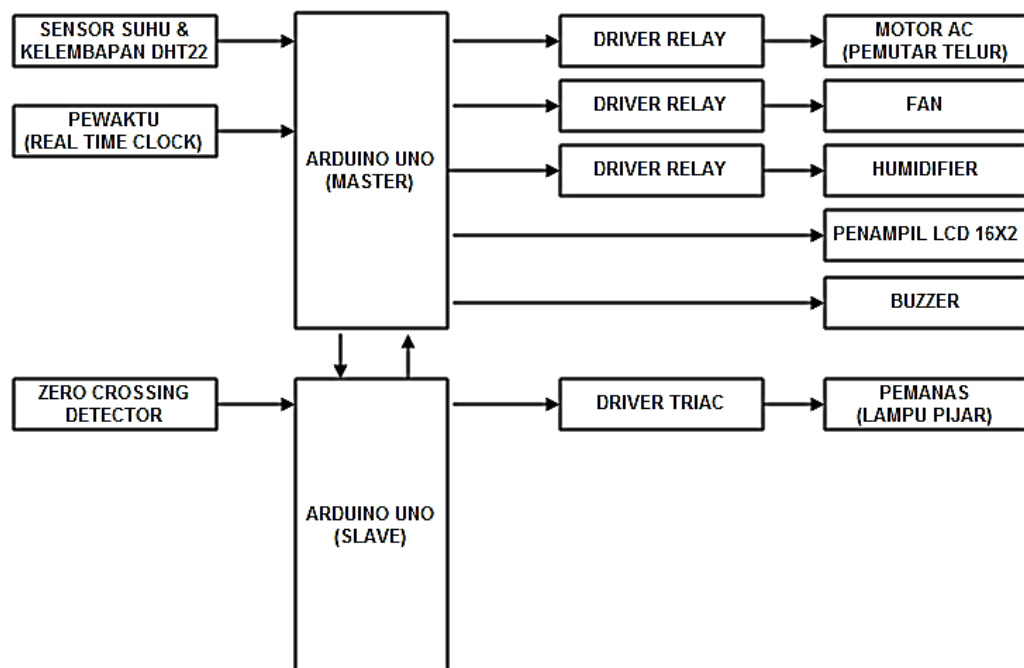 SENSOR SUHU &
KELEMBAPAN DHT22
PEWAKTU
(REAL TIME CLOCK)
ARDUINO UNO
(MASTER)
DRIVER RELAY
MOTOR AC
(PEMUTAR TELUR)
DRIVER RELAY
FAN
DRIVER RELAY
HUMIDIFIER
PENAMPIL LCD 16X2
BUZZER
ZERO CROSSING
DETECTOR
ARDUINO UNO
(SLAVE)
DRIVER TRIAC
PEMANAS
(LAMPU PIJAR)